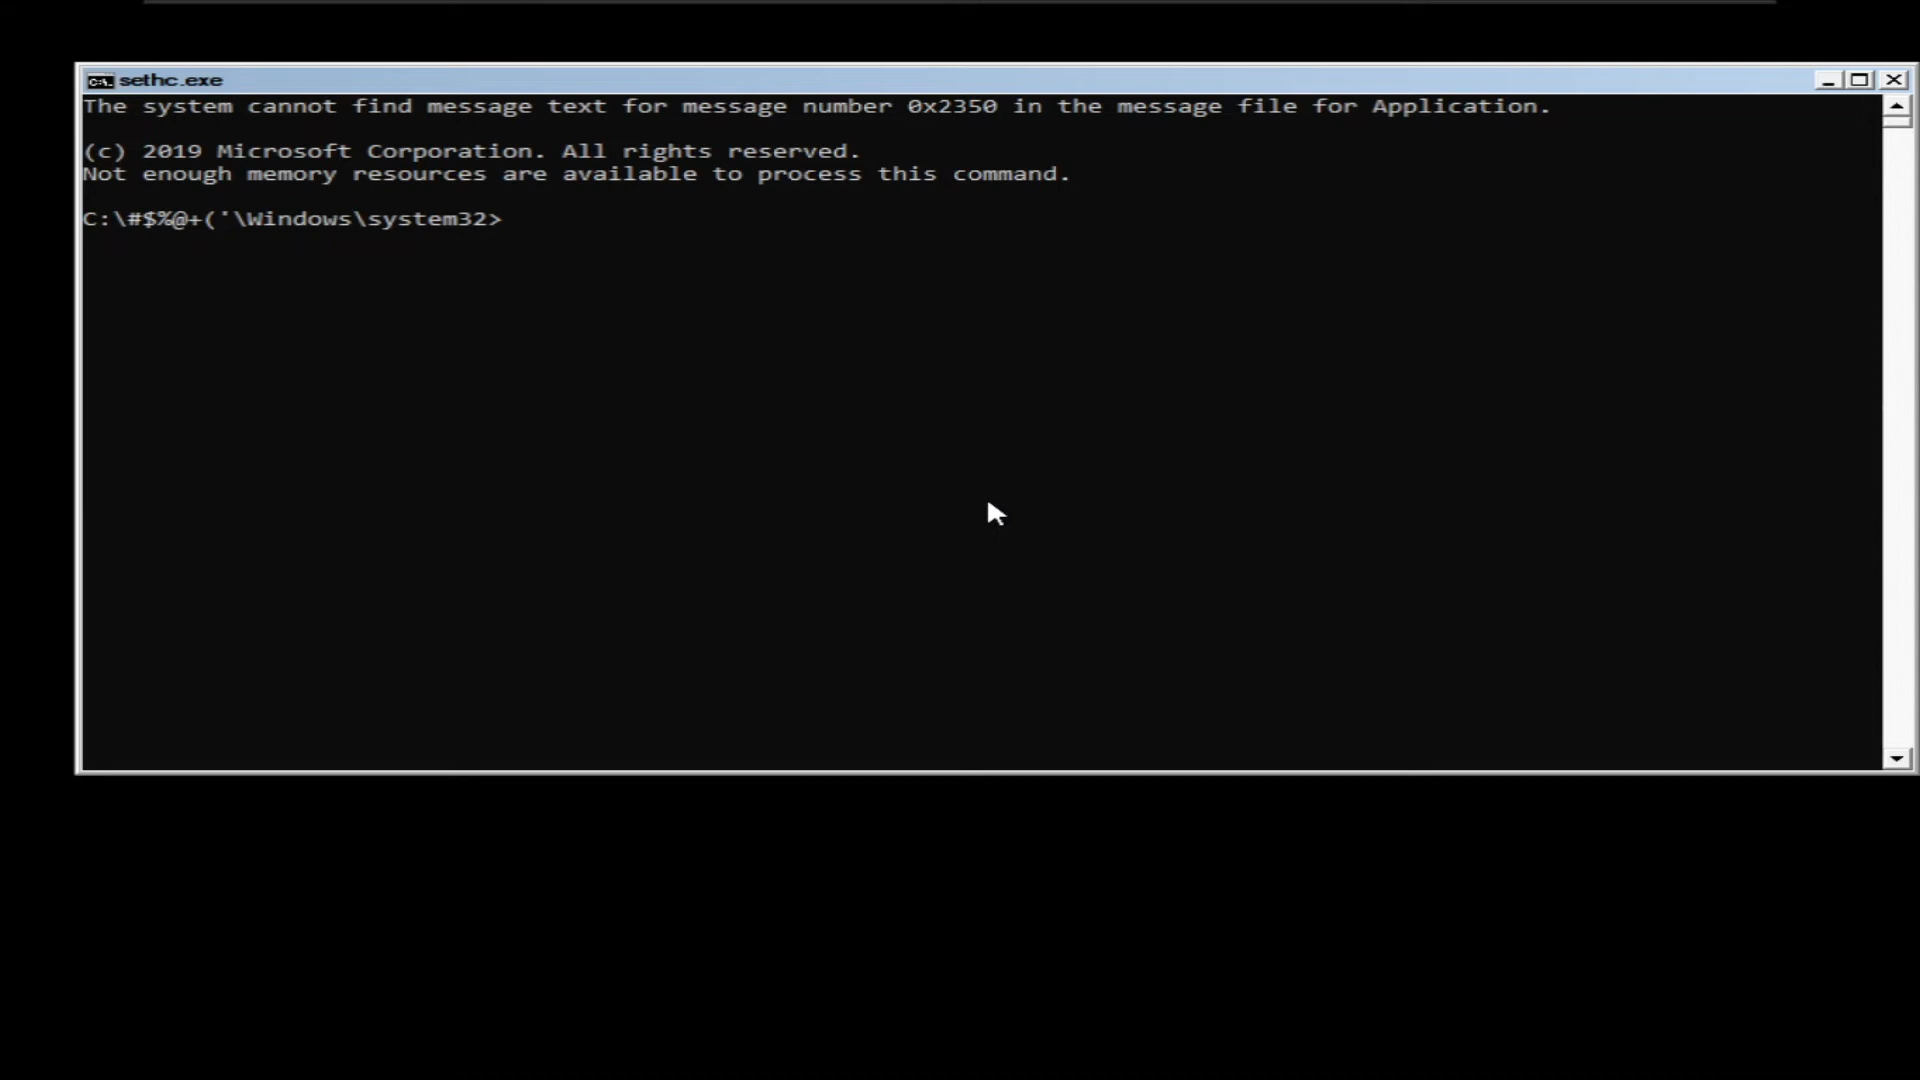 sethc.exe
The system cannot find message text for message number 0x2350 in the message file for Application.
(c) 2019 Microsoft Corporation. All rights reserved.
Not enough memory resources are available to process this command.
C:\#$%@+('\Windows\system32>